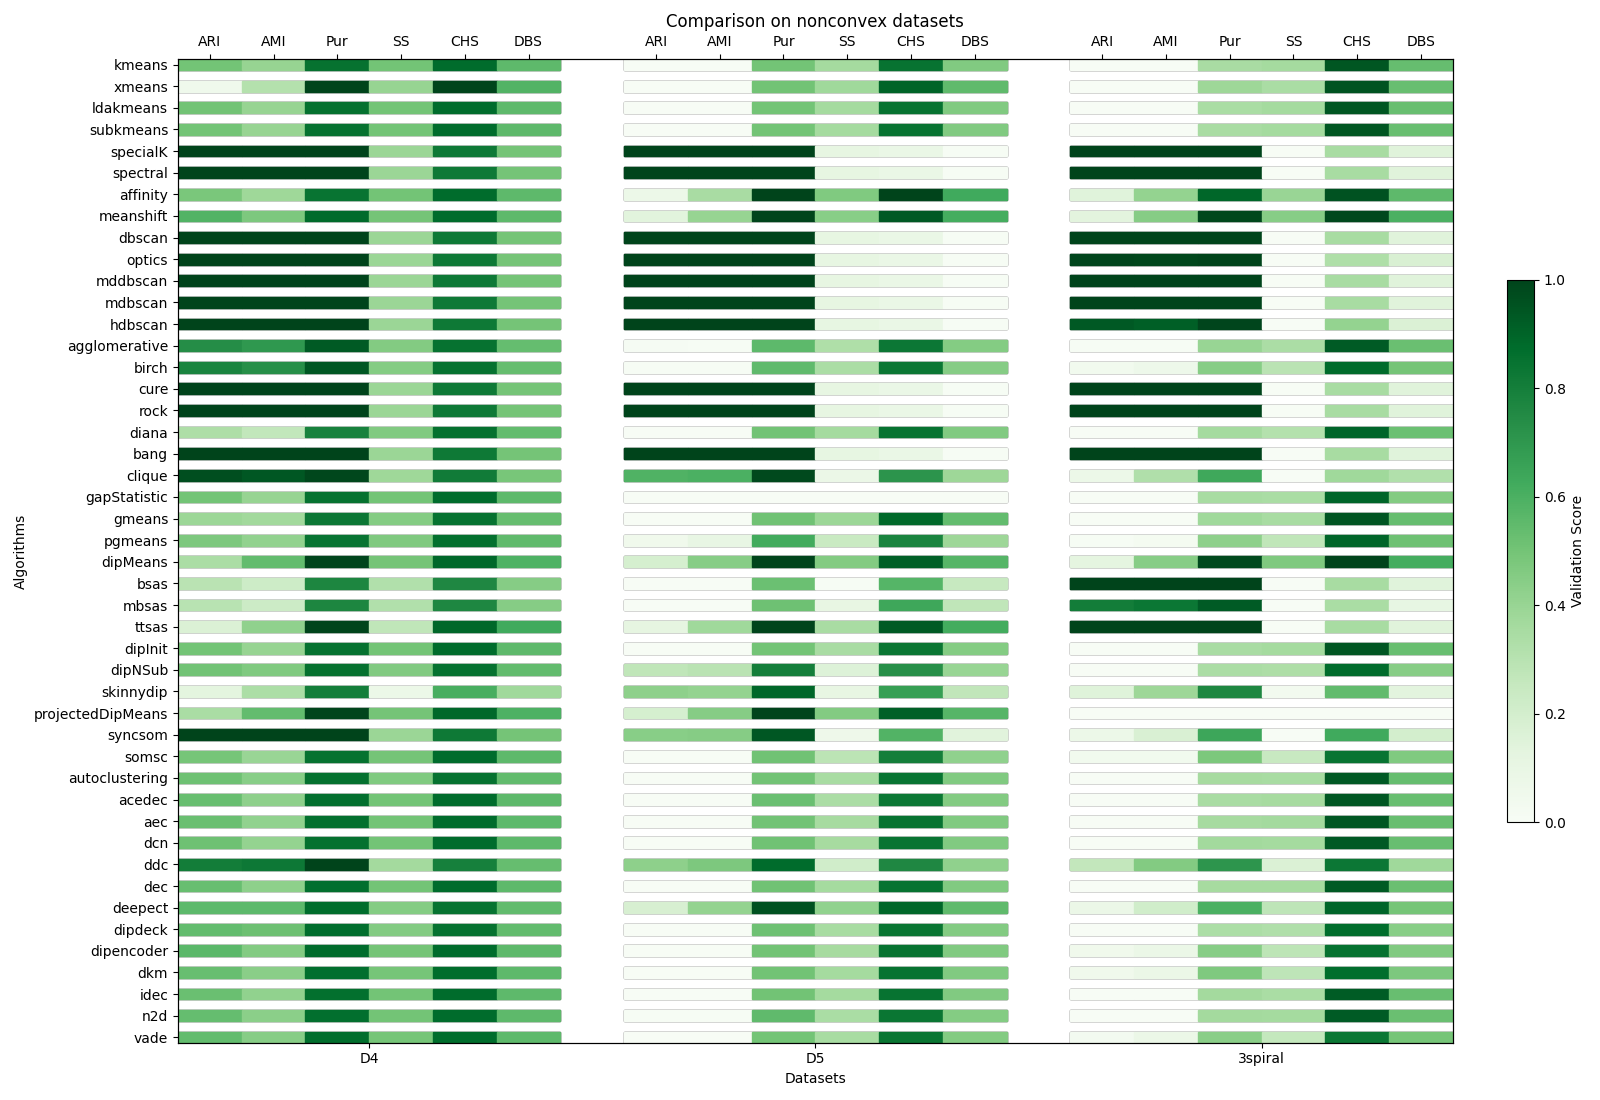 Comparison on nonconvex datasets
ARI AMI Pur SS CHS DBS ARI AMI Pur SS CHS DBS ARI AMI Pur SS CHS DBS
kmeans
xmeans
ldakmeans
subkmeans
specialK
spectral
affinity
meanshift
dbscan
optics
mddbscan
mdbscan
hdbscan
agglomerative
birch
cure
rock
diana
bang
clique
gapStatistic
gmeans
pgmeans
dipMeans
bsas
mbsas
ttsas
dipInit
dipNSub
skinnydip
projectedDipMeans
syncsom
somsc
autoclustering
acedec
aec
dcn
ddc
dec
deepect
dipdeck
dipencoder
dkm
idec
n2d
vade
Algorithms
D4 D5 3spiral
Datasets
1.0
0.8
0.6
0.4
0.2
0.0
Validation Score